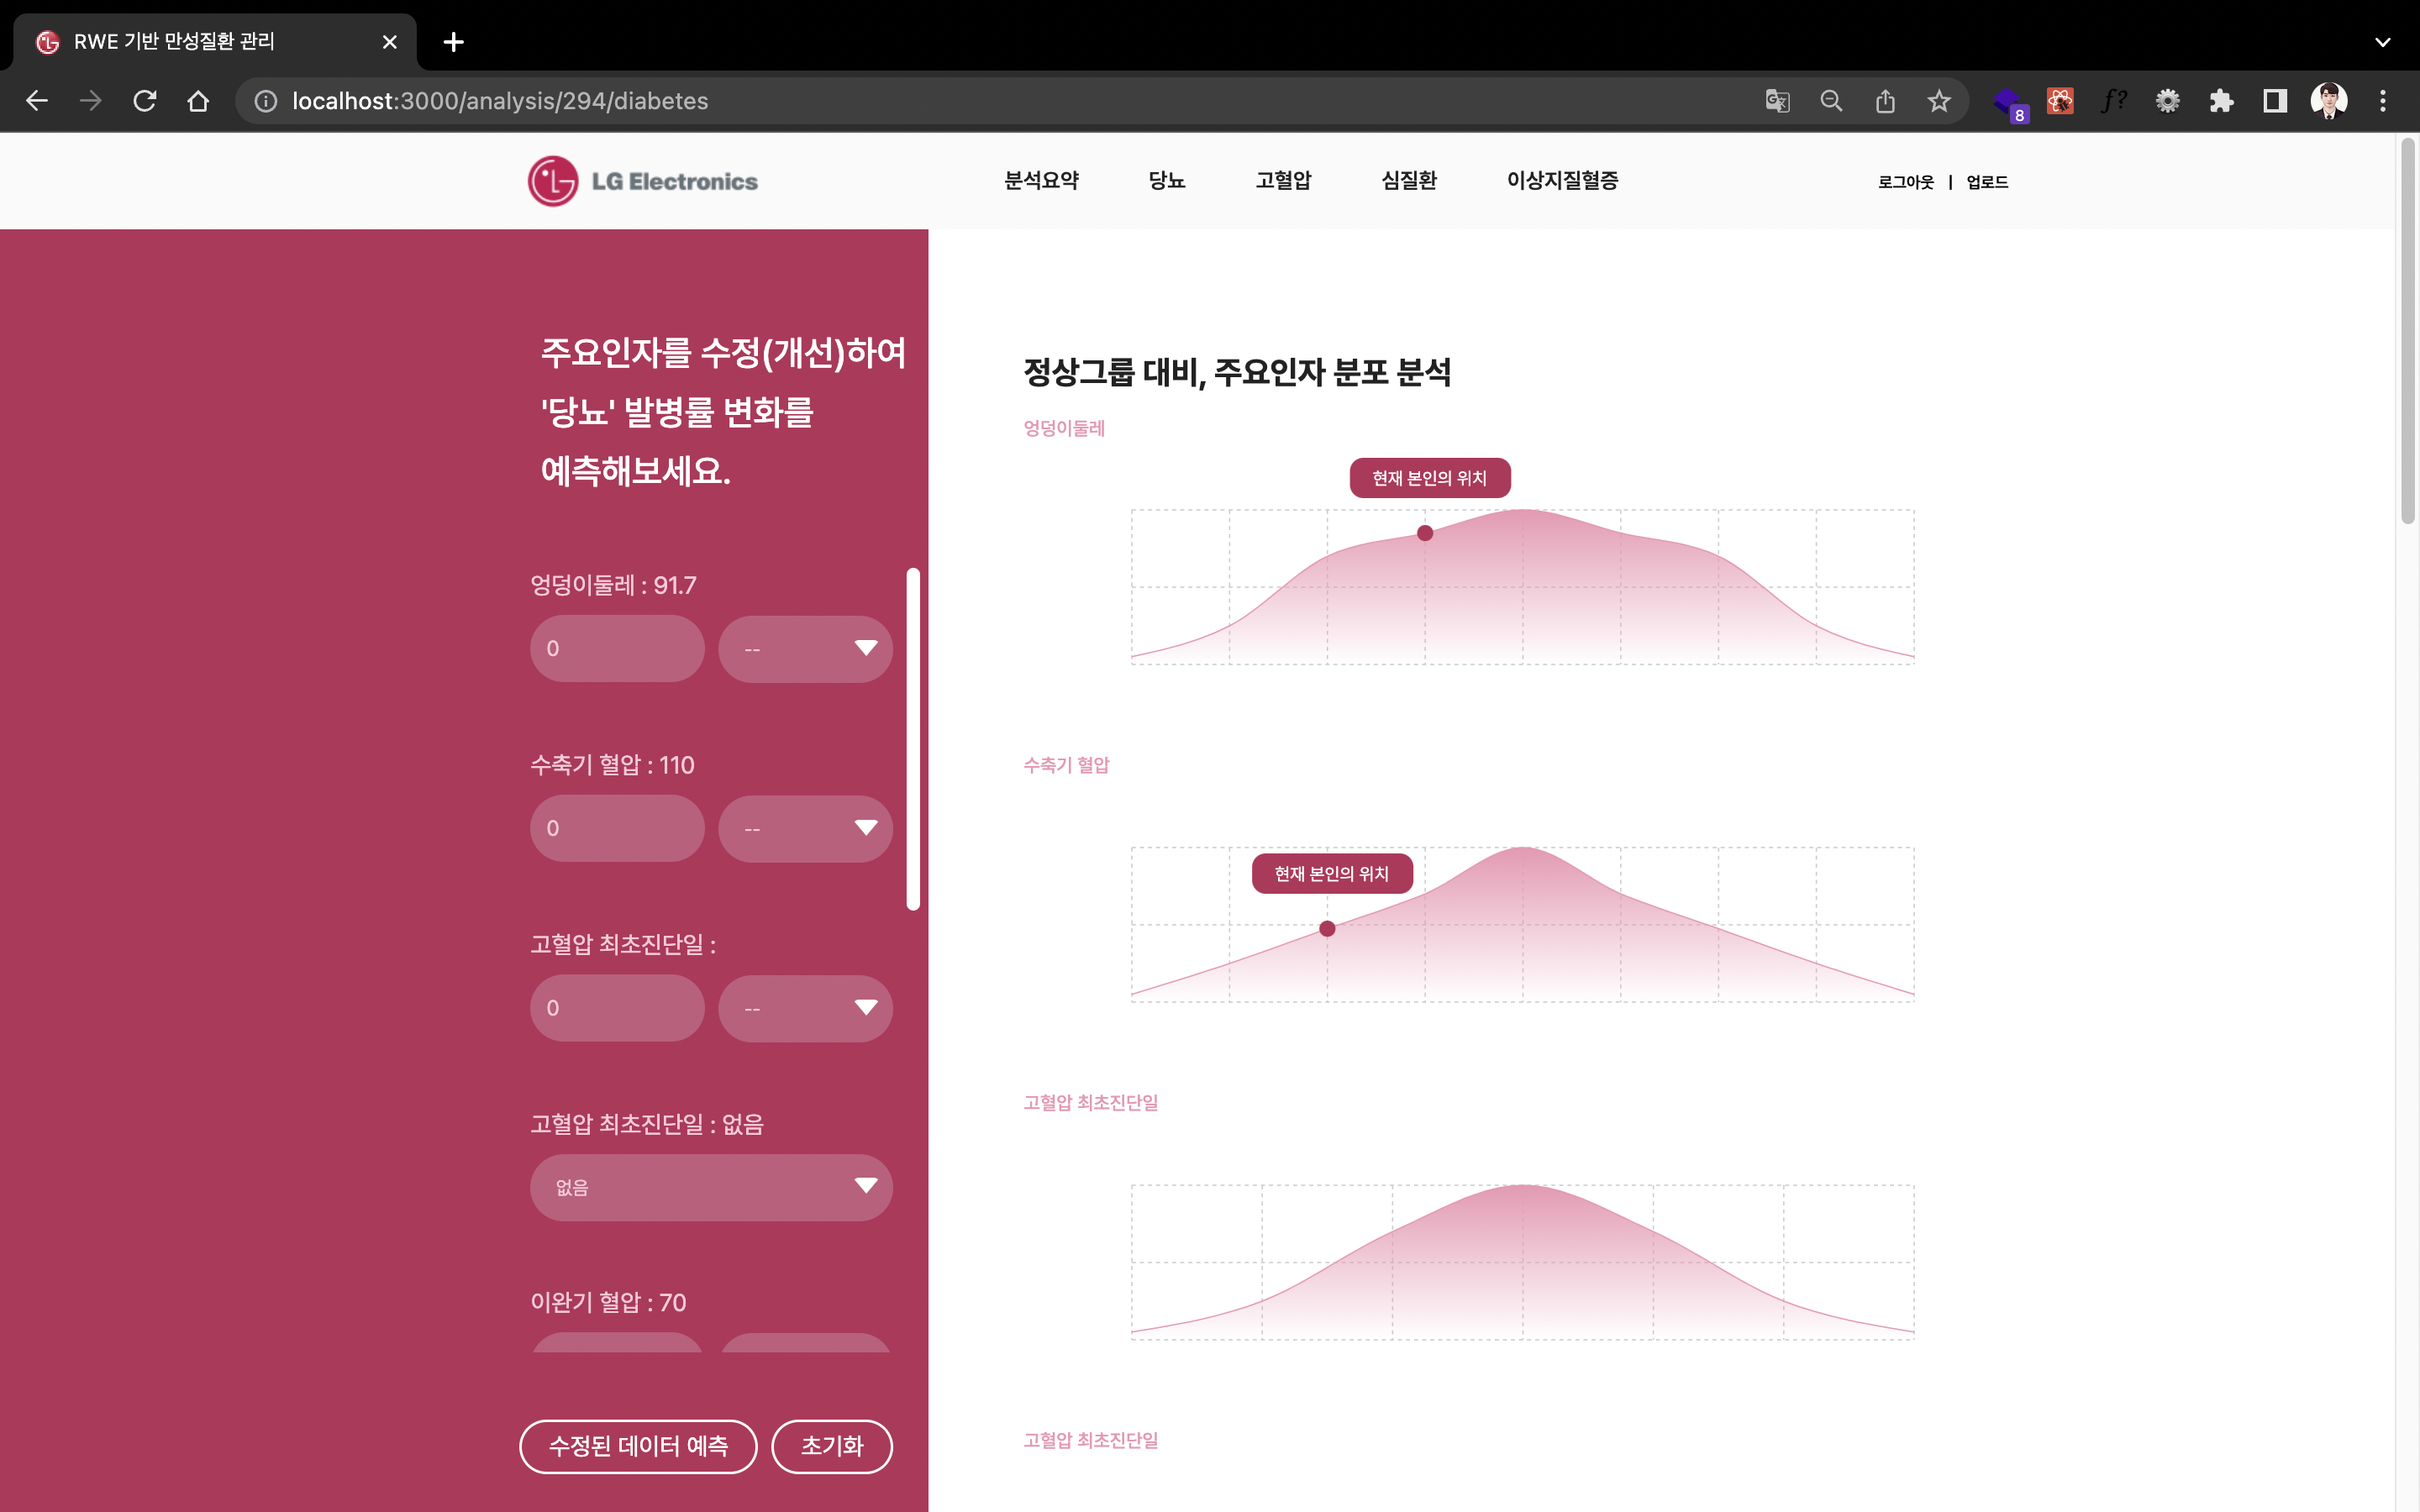 RWE 기반 만성질환 관리
localhost:3000/analysis/294/diabetes
8
f?
LG Electronics
분석요약
당뇨
고혈압
심질환
이상지질혈증
로그아웃 | 업로드
주요인자를 수정(개선)하여
'당뇨' 발병률 변화를
예측해보세요.
엉덩이둘레 : 91.7
0
--
수축기 혈압 : 110
0
--
고혈압 최초진단일 :
0
--
고혈압 최초진단일 : 없음
없음
이완기 혈압 : 70
수정된 데이터 예측
초기화
정상그룹 대비, 주요인자 분포 분석
엉덩이둘레
현재 본인의 위치
수축기 혈압
현재 본인의 위치
고혈압 최초진단일
고혈압 최초진단일